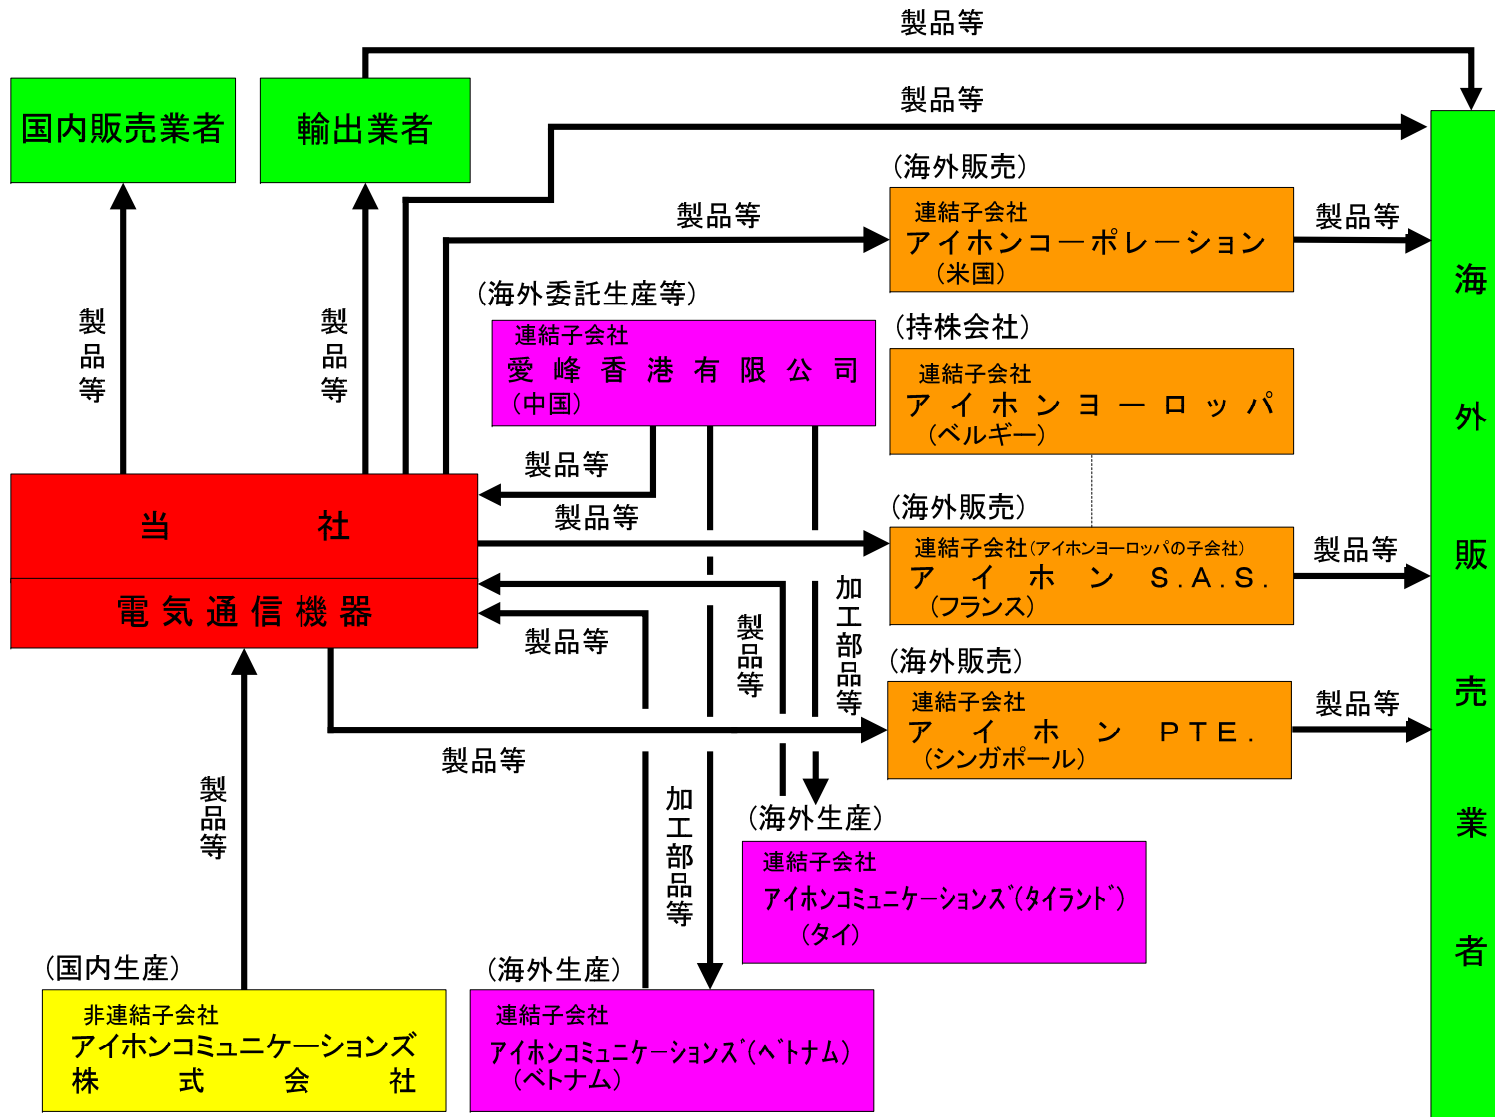 製品等
国内販売業者
輸出業者
製品等
(海外販売)
連結子会社
アイホンコーポレーション
(米国)
製品等
製品等
製品等
製品等
(海外委託生産等)
連結子会社
愛峰香港有限公司
(中国)
(持株会社)
連結子会社
アイホンヨーロッパ
(ベルギー)
製品等
製品等
当社
電気通信機器
(海外販売)
連結子会社(アイホンヨーロッパの子会社)
アイホンS.A.S.
(フランス)
製品等
製品等
製品等
加工部品等
(海外販売)
連結子会社
アイホンPTE.
(シンガポール)
製品等
製品等
製品等
加工部品等
(海外生産)
連結子会社
アイホンコミュニケーションズ(タイランド)
(タイ)
(国内生産)
非連結子会社
アイホンコミュニケーションズ
株式会社
(海外生産)
連結子会社
アイホンコミュニケーションズ(ベトナム)
(ベトナム)
海外販売業者